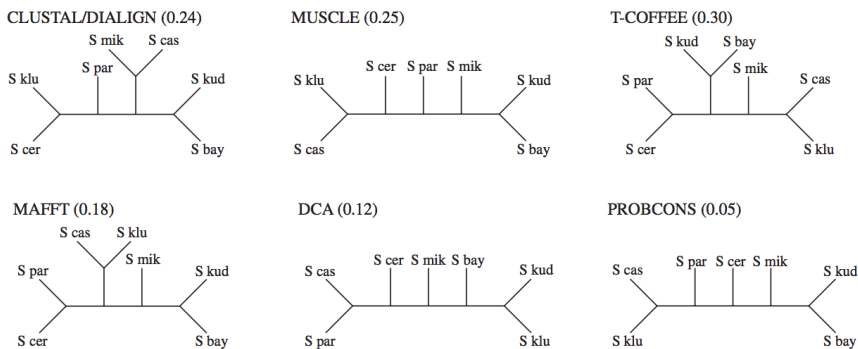 CLUSTAL/DIALIGN (0.24)
S mik S cas
S par
S klu S kud
S cer S bay
MUSCLE (0.25)
S cer S par S mik
S klu S kud
S cas S bay
T-COFFEE (0.30)
S kud S bay
S mik
S par S cas
S cer S klu
MAFFT (0.18)
S cas S klu
S mik
S par S kud
S cer S bay
DCA (0.12)
S cer S mik S bay
S cas S kud
S par S klu
PROBCONS (0.05)
S par S cer S mik
S cas S kud
S klu S bay